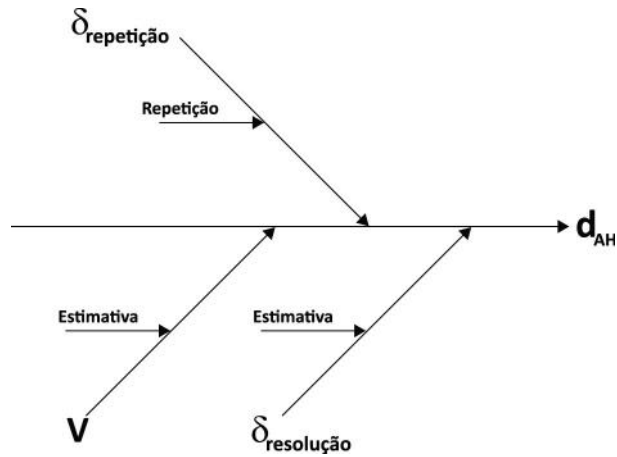 δrepetição
Repetição
dAH
Estimativa
Estimativa
V
δresolução